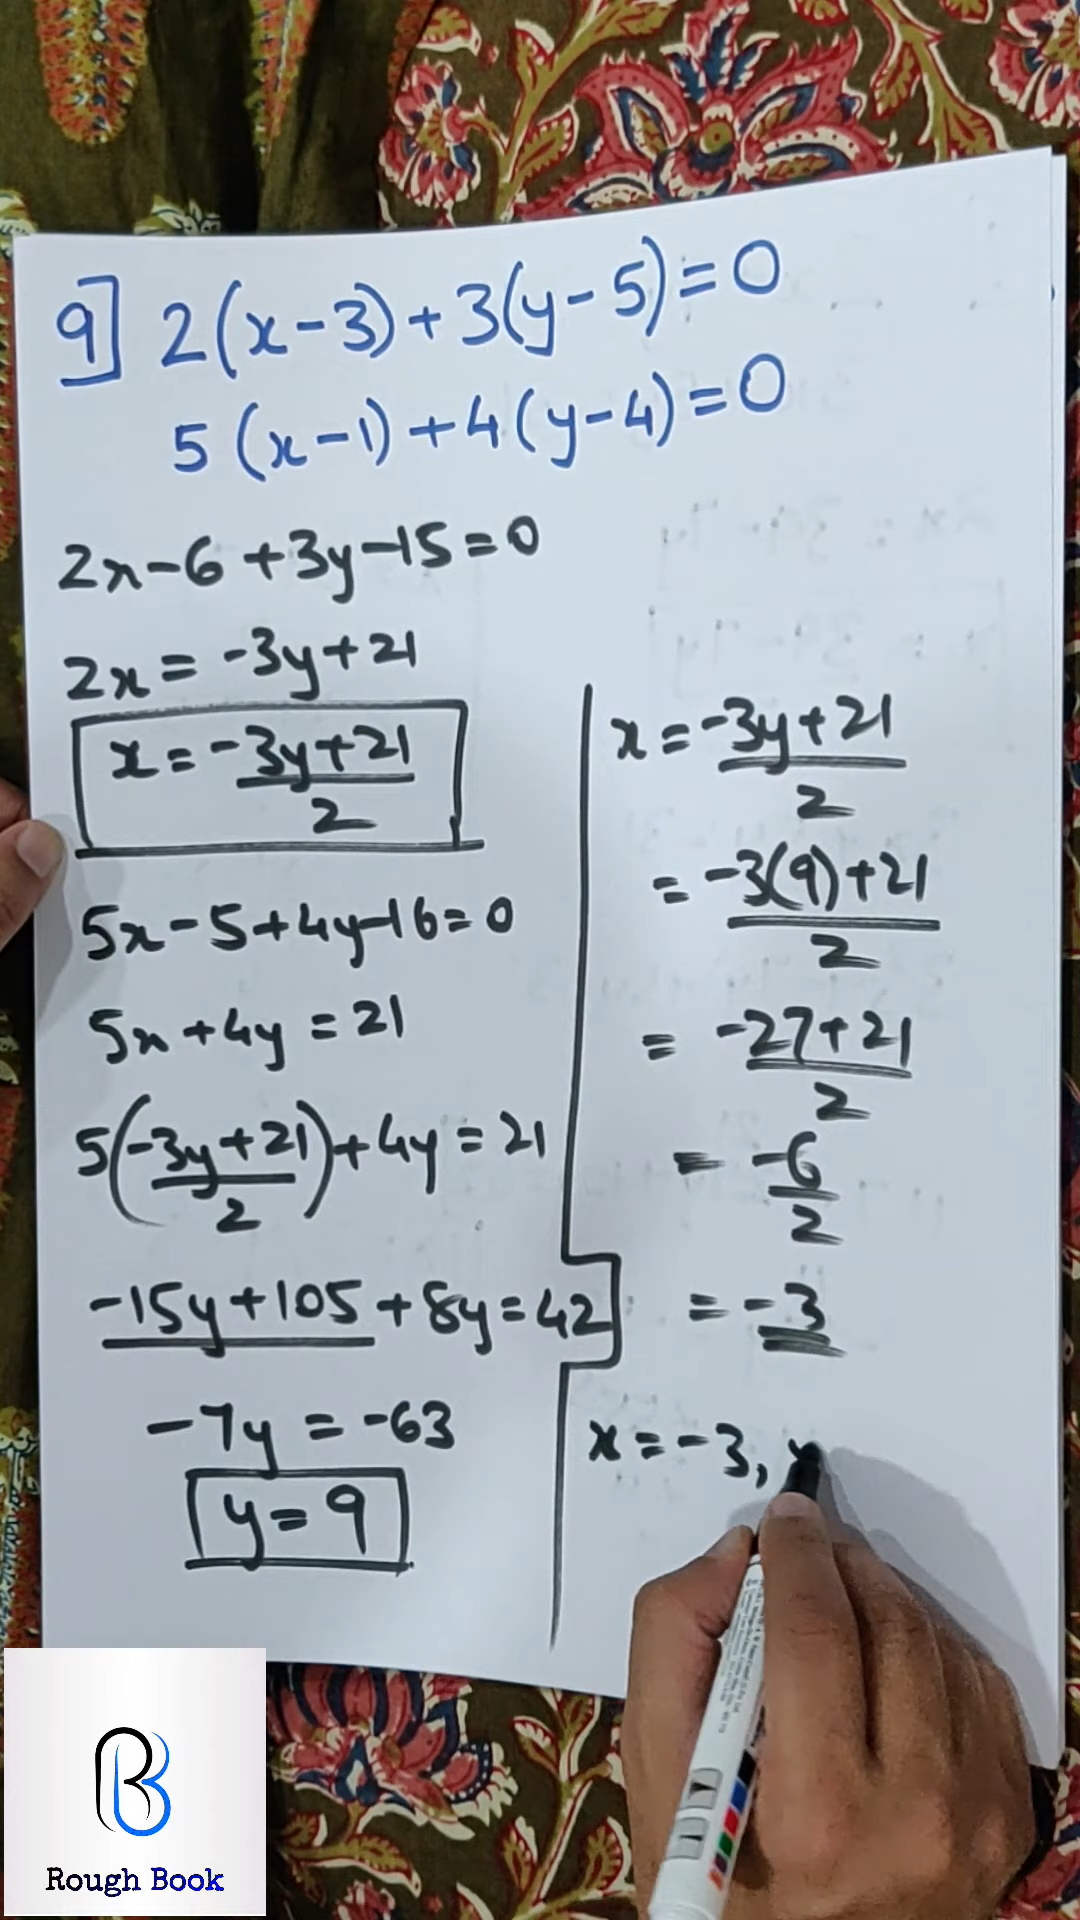 9] 2(x-3)+3(y-5)=0
5(x-1)+4(y-4)=0
2x-6+3y-15=0
2x=-3y+21
x=-3y+21/2
5x-5+4y-16=0
5x+4y=21
5(-3y+21/2)+4y=21
-15y+105+8y=42
-7y=-63
y=9
x=-3y+21/2
=-3(9)+21/2
=-27+21/2
=-6/2
=-3
x=-3,
Rough Book